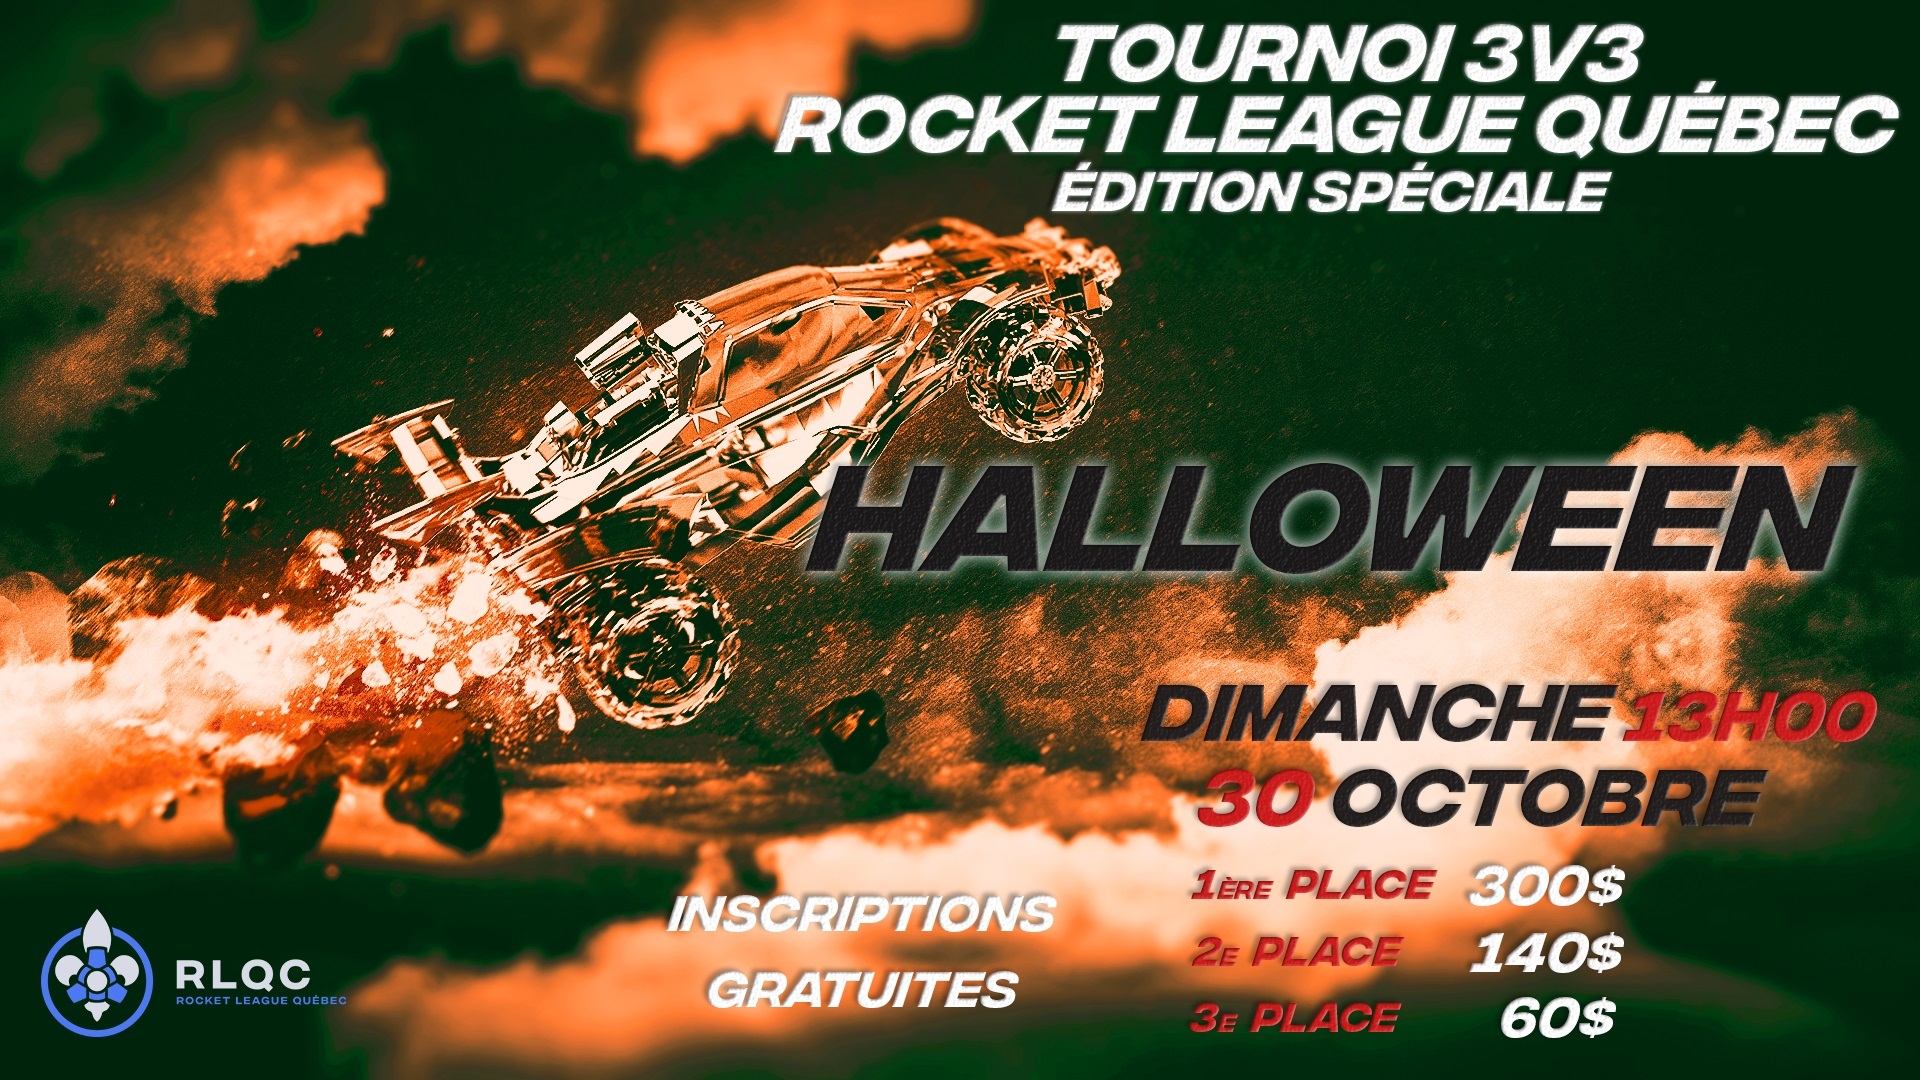 TOURNOI 3V3
ROCKET LEAGUE QUÉBEC
ÉDITION SPÉCIALE
HALLOWEEN
DIMANCHE 13H00
30 OCTOBRE
1ÈRE PLACE 300$
2E PLACE 140$
3E PLACE 60$
INSCRIPTIONS
GRATUITES
RLQC
ROCKET LEAGUE QUÉBEC